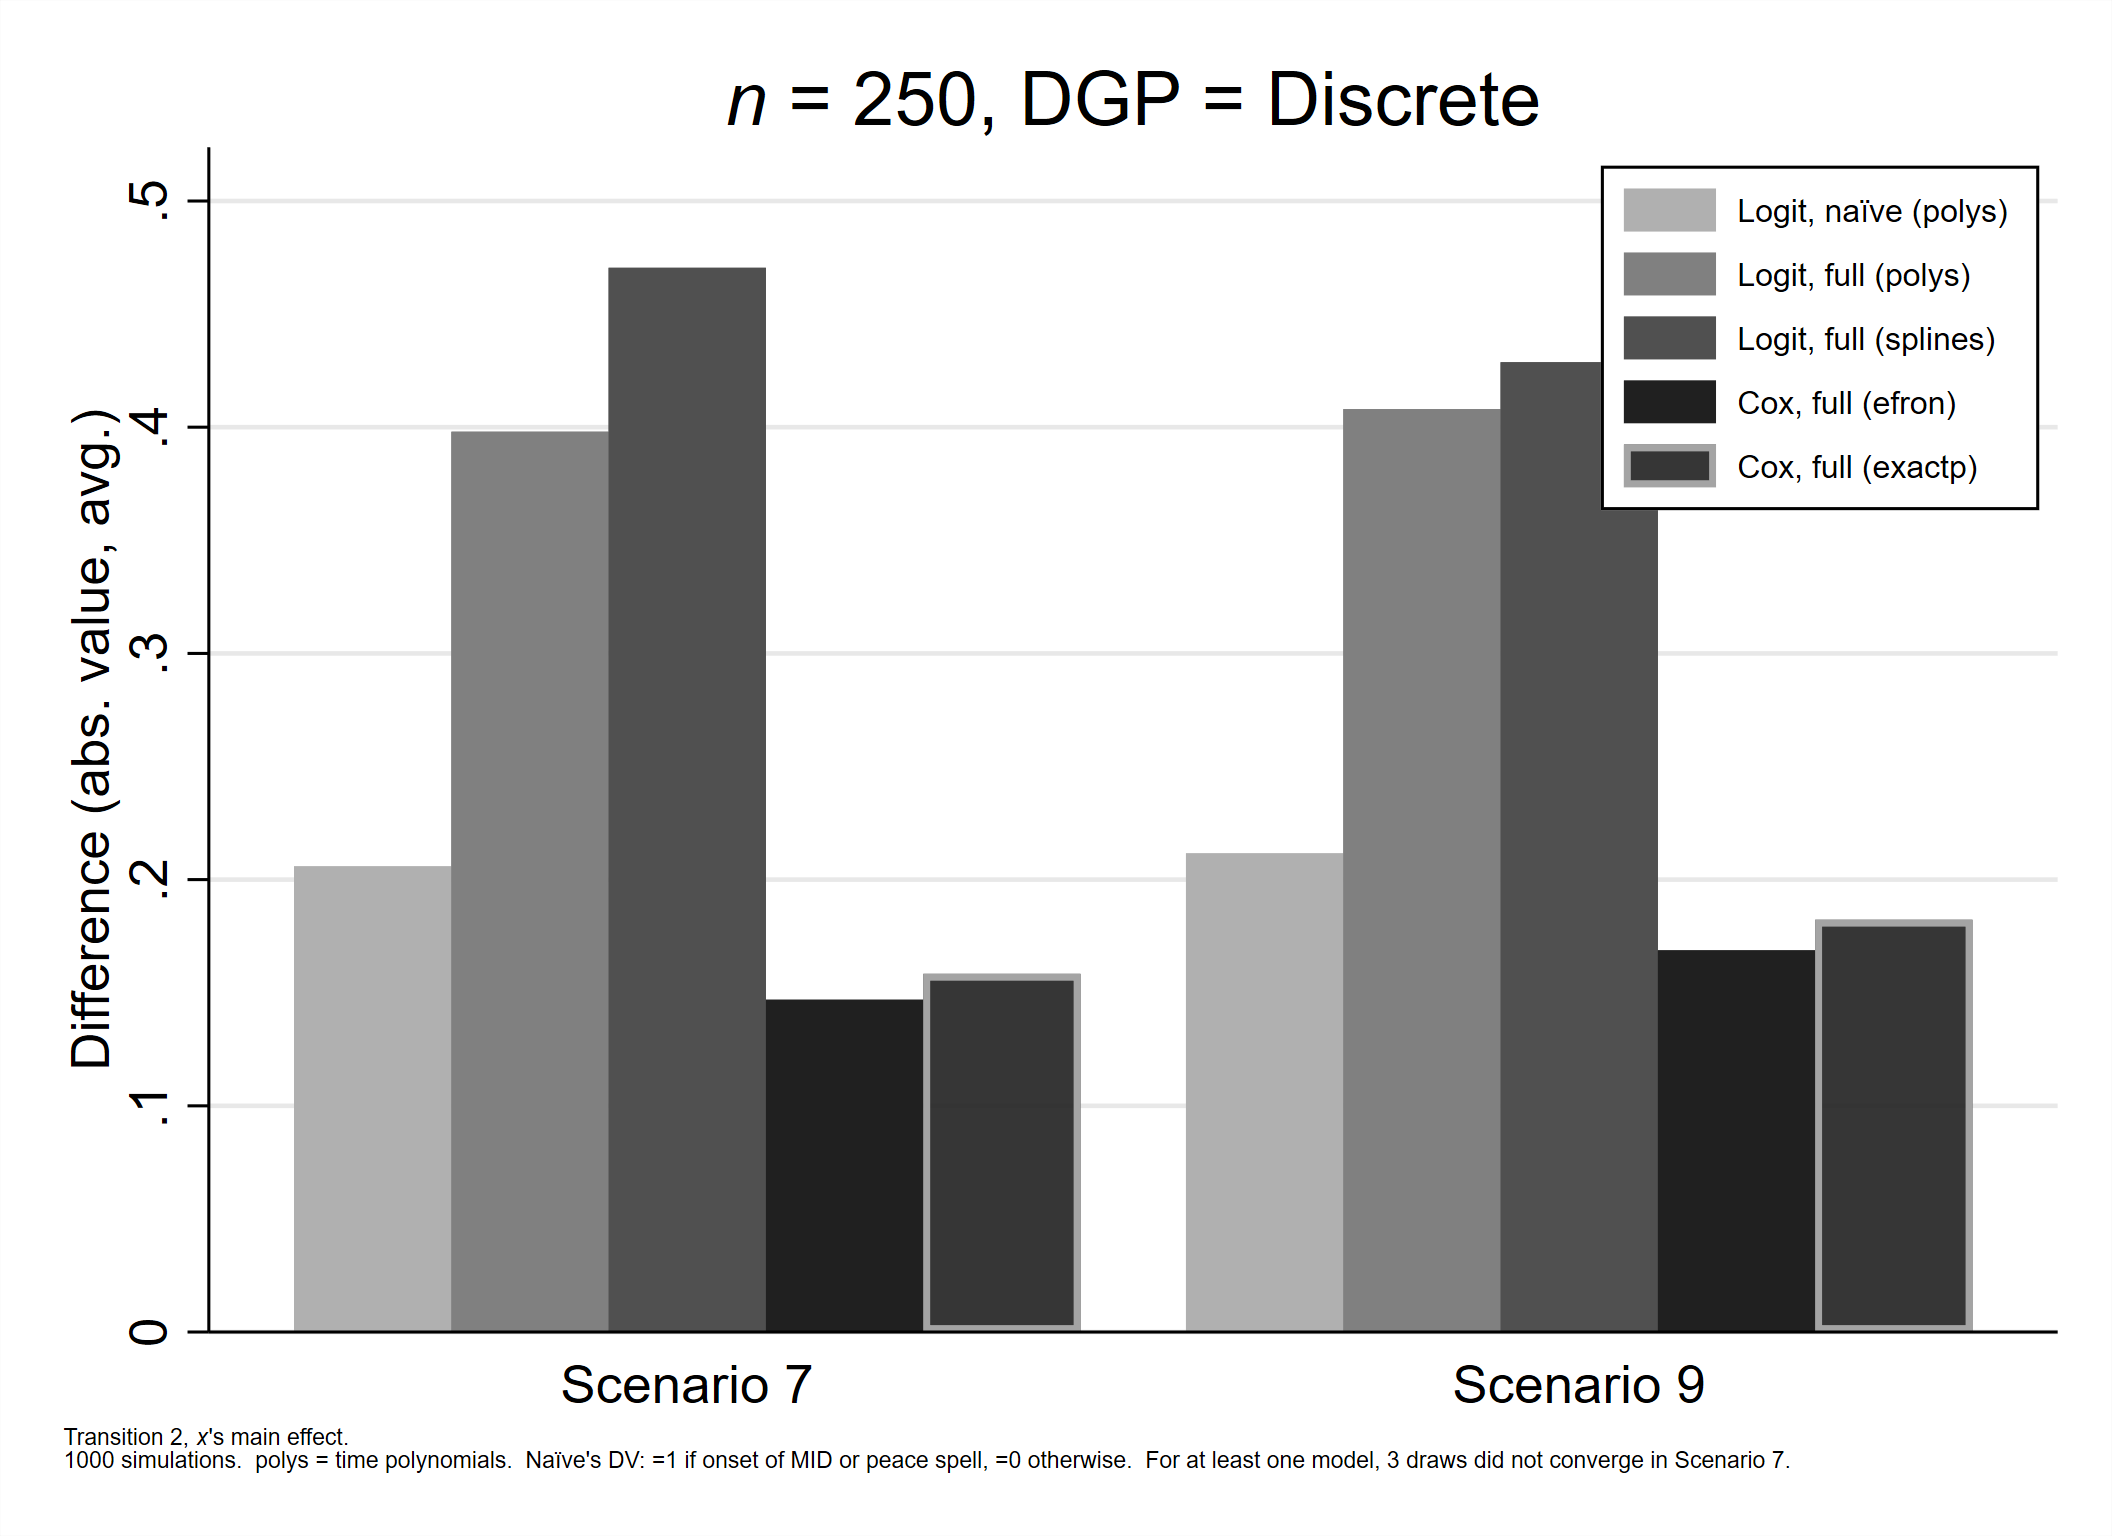 n = 250, DGP = Discrete
Difference (abs. value, avg.)
.5
.4
.3
.2
.1
0
Logit, naïve (polys)
Logit, full (polys)
Logit, full (splines)
Cox, full (efron)
Cox, full (exactp)
Scenario 7
Scenario 9
Transition 2, x's main effect.
1000 simulations.  polys = time polynomials.  Naïve's DV: =1 if onset of MID or peace spell, =0 otherwise.  For at least one model, 3 draws did not converge in Scenario 7.